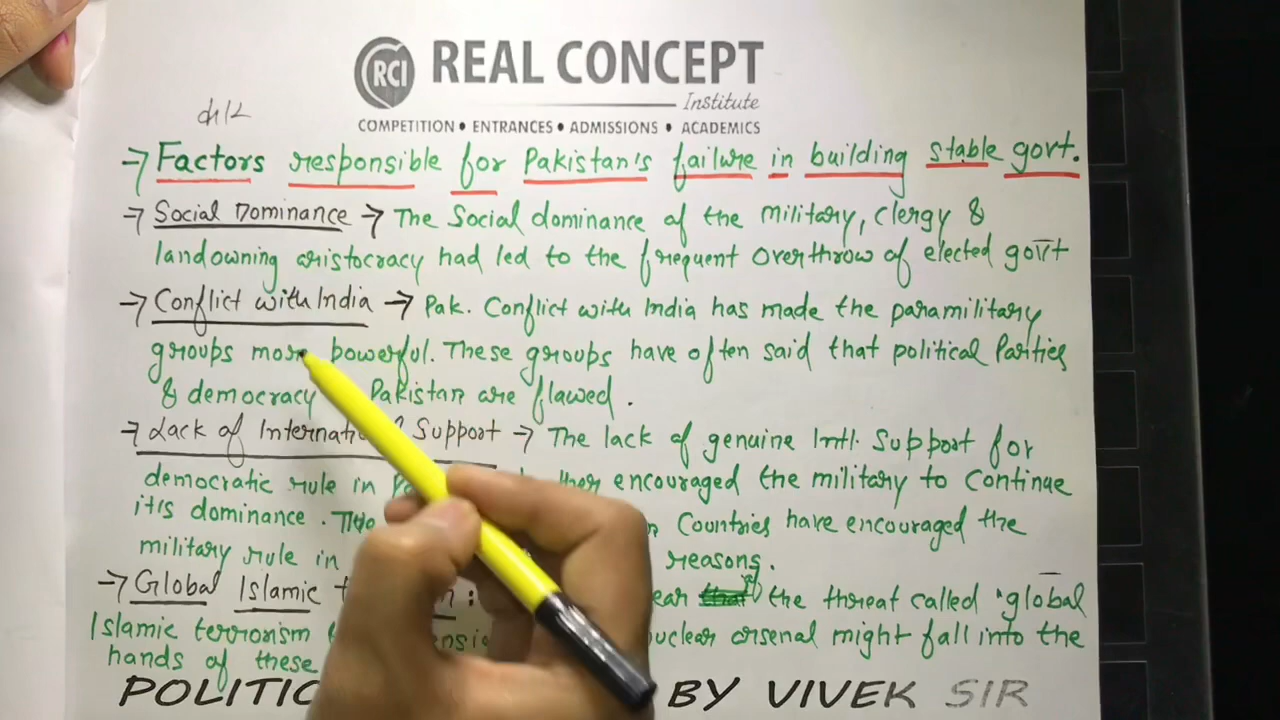 RCI
REAL CONCEPT
Institute
COMPETITION • ENTRANCES • ADMISSIONS • ACADEMICS
→ Factors responsible for Pakistan's failure in building stable govt.
→ Social Dominance → The Social dominance of the military, clergy &
landowning aristocracy had led to the frequent overthrow of elected govt
→ Conflict with India → Pak. Conflict with India has made the paramilitary
groups more powerful. These groups have often said that political Parties
& democracy Pakistan are flawed.
→ Lack of International Support → The lack of genuine Intl. Support for
democratic rule in encouraged the military to Continue
it's dominance. The Countries have encouraged the
military rule in reasons.
→ Global Islamic : the threat called 'global
Islamic terrorism arsenal might fall into the
hands of these
BY VIVEK SIR